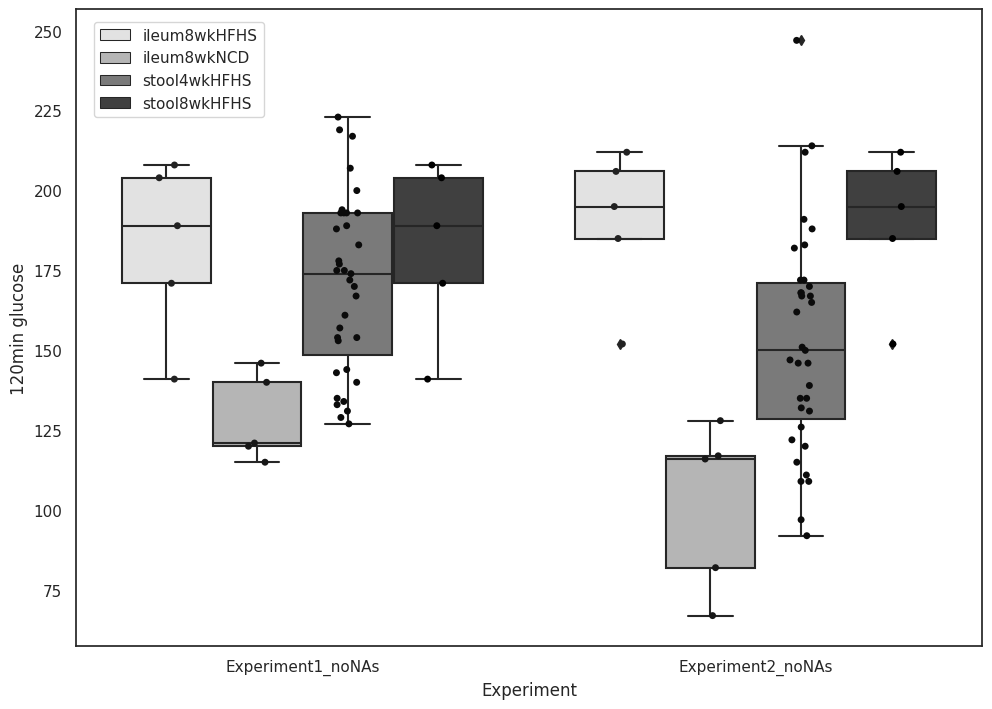 ileum8wkHFHS
ileum8wkNCD
stool4wkHFHS
stool8wkHFHS
250
225
200
175
150
125
100
75
120min glucose
Experiment1_noNAs
Experiment2_noNAs
Experiment